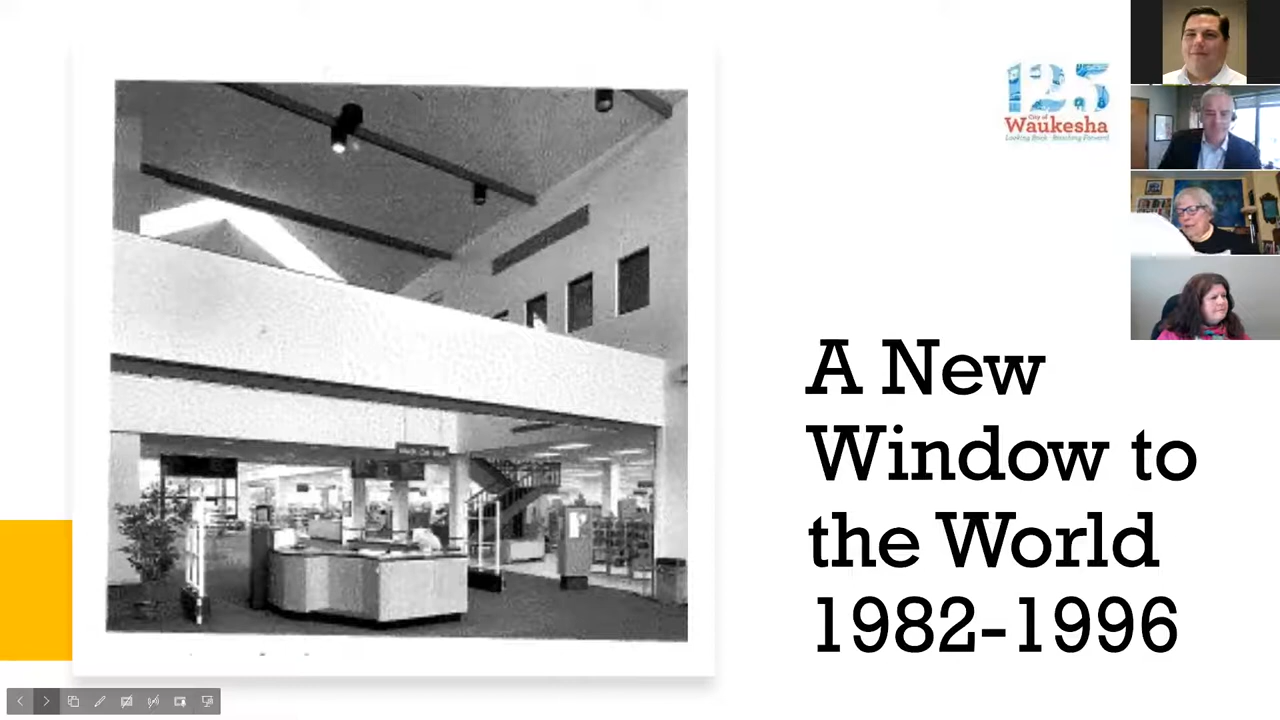 125
City of
Waukesha
Looking Back · Reaching Forward
A New
Window to
the World
1982-1996